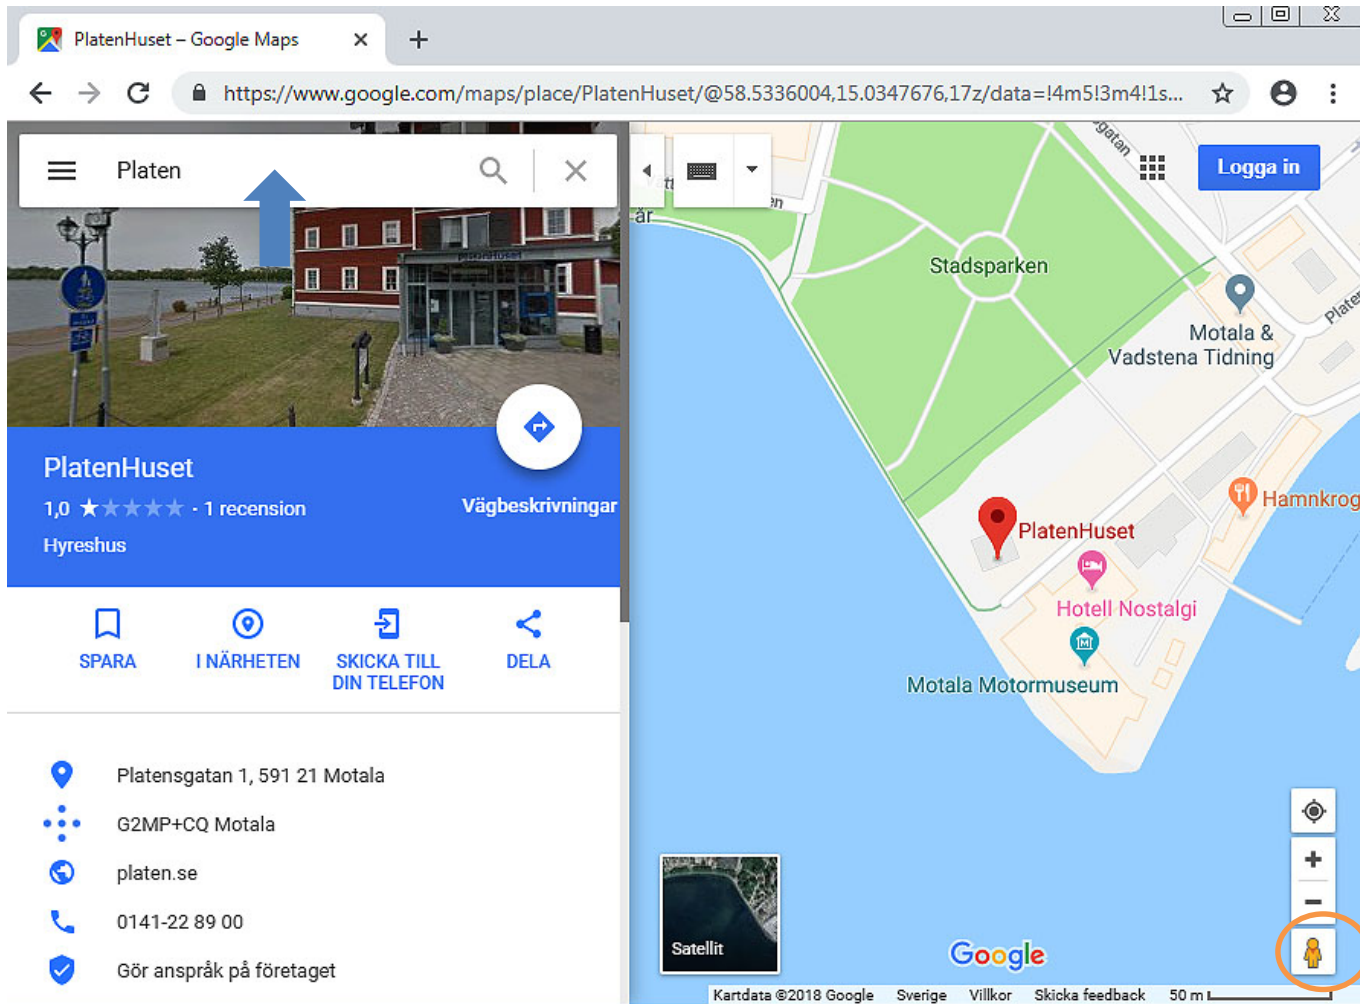 PlatenHuset – Google Maps
https://www.google.com/maps/place/PlatenHuset/@58.5336004,15.0347676,17z/data=!4m5!3m4!1s...
Platen
platenHuset
PlatenHuset
1,0 · 1 recension
Vägbeskrivningar
Hyreshus
SPARA
I NÄRHETEN
SKICKA TILL
DIN TELEFON
DELA
Platensgatan 1, 591 21 Motala
G2MP+CQ Motala
platen.se
0141-22 89 00
Gör anspråk på företaget
gatan
Logga in
Stadsparken
Motala &
Vadstena Tidning
Platen
Hamnkrog
PlatenHuset
Hotell Nostalgi
Motala Motormuseum
Satellit
Google
Kartdata ©2018 Google Sverige Villkor Skicka feedback 50 m